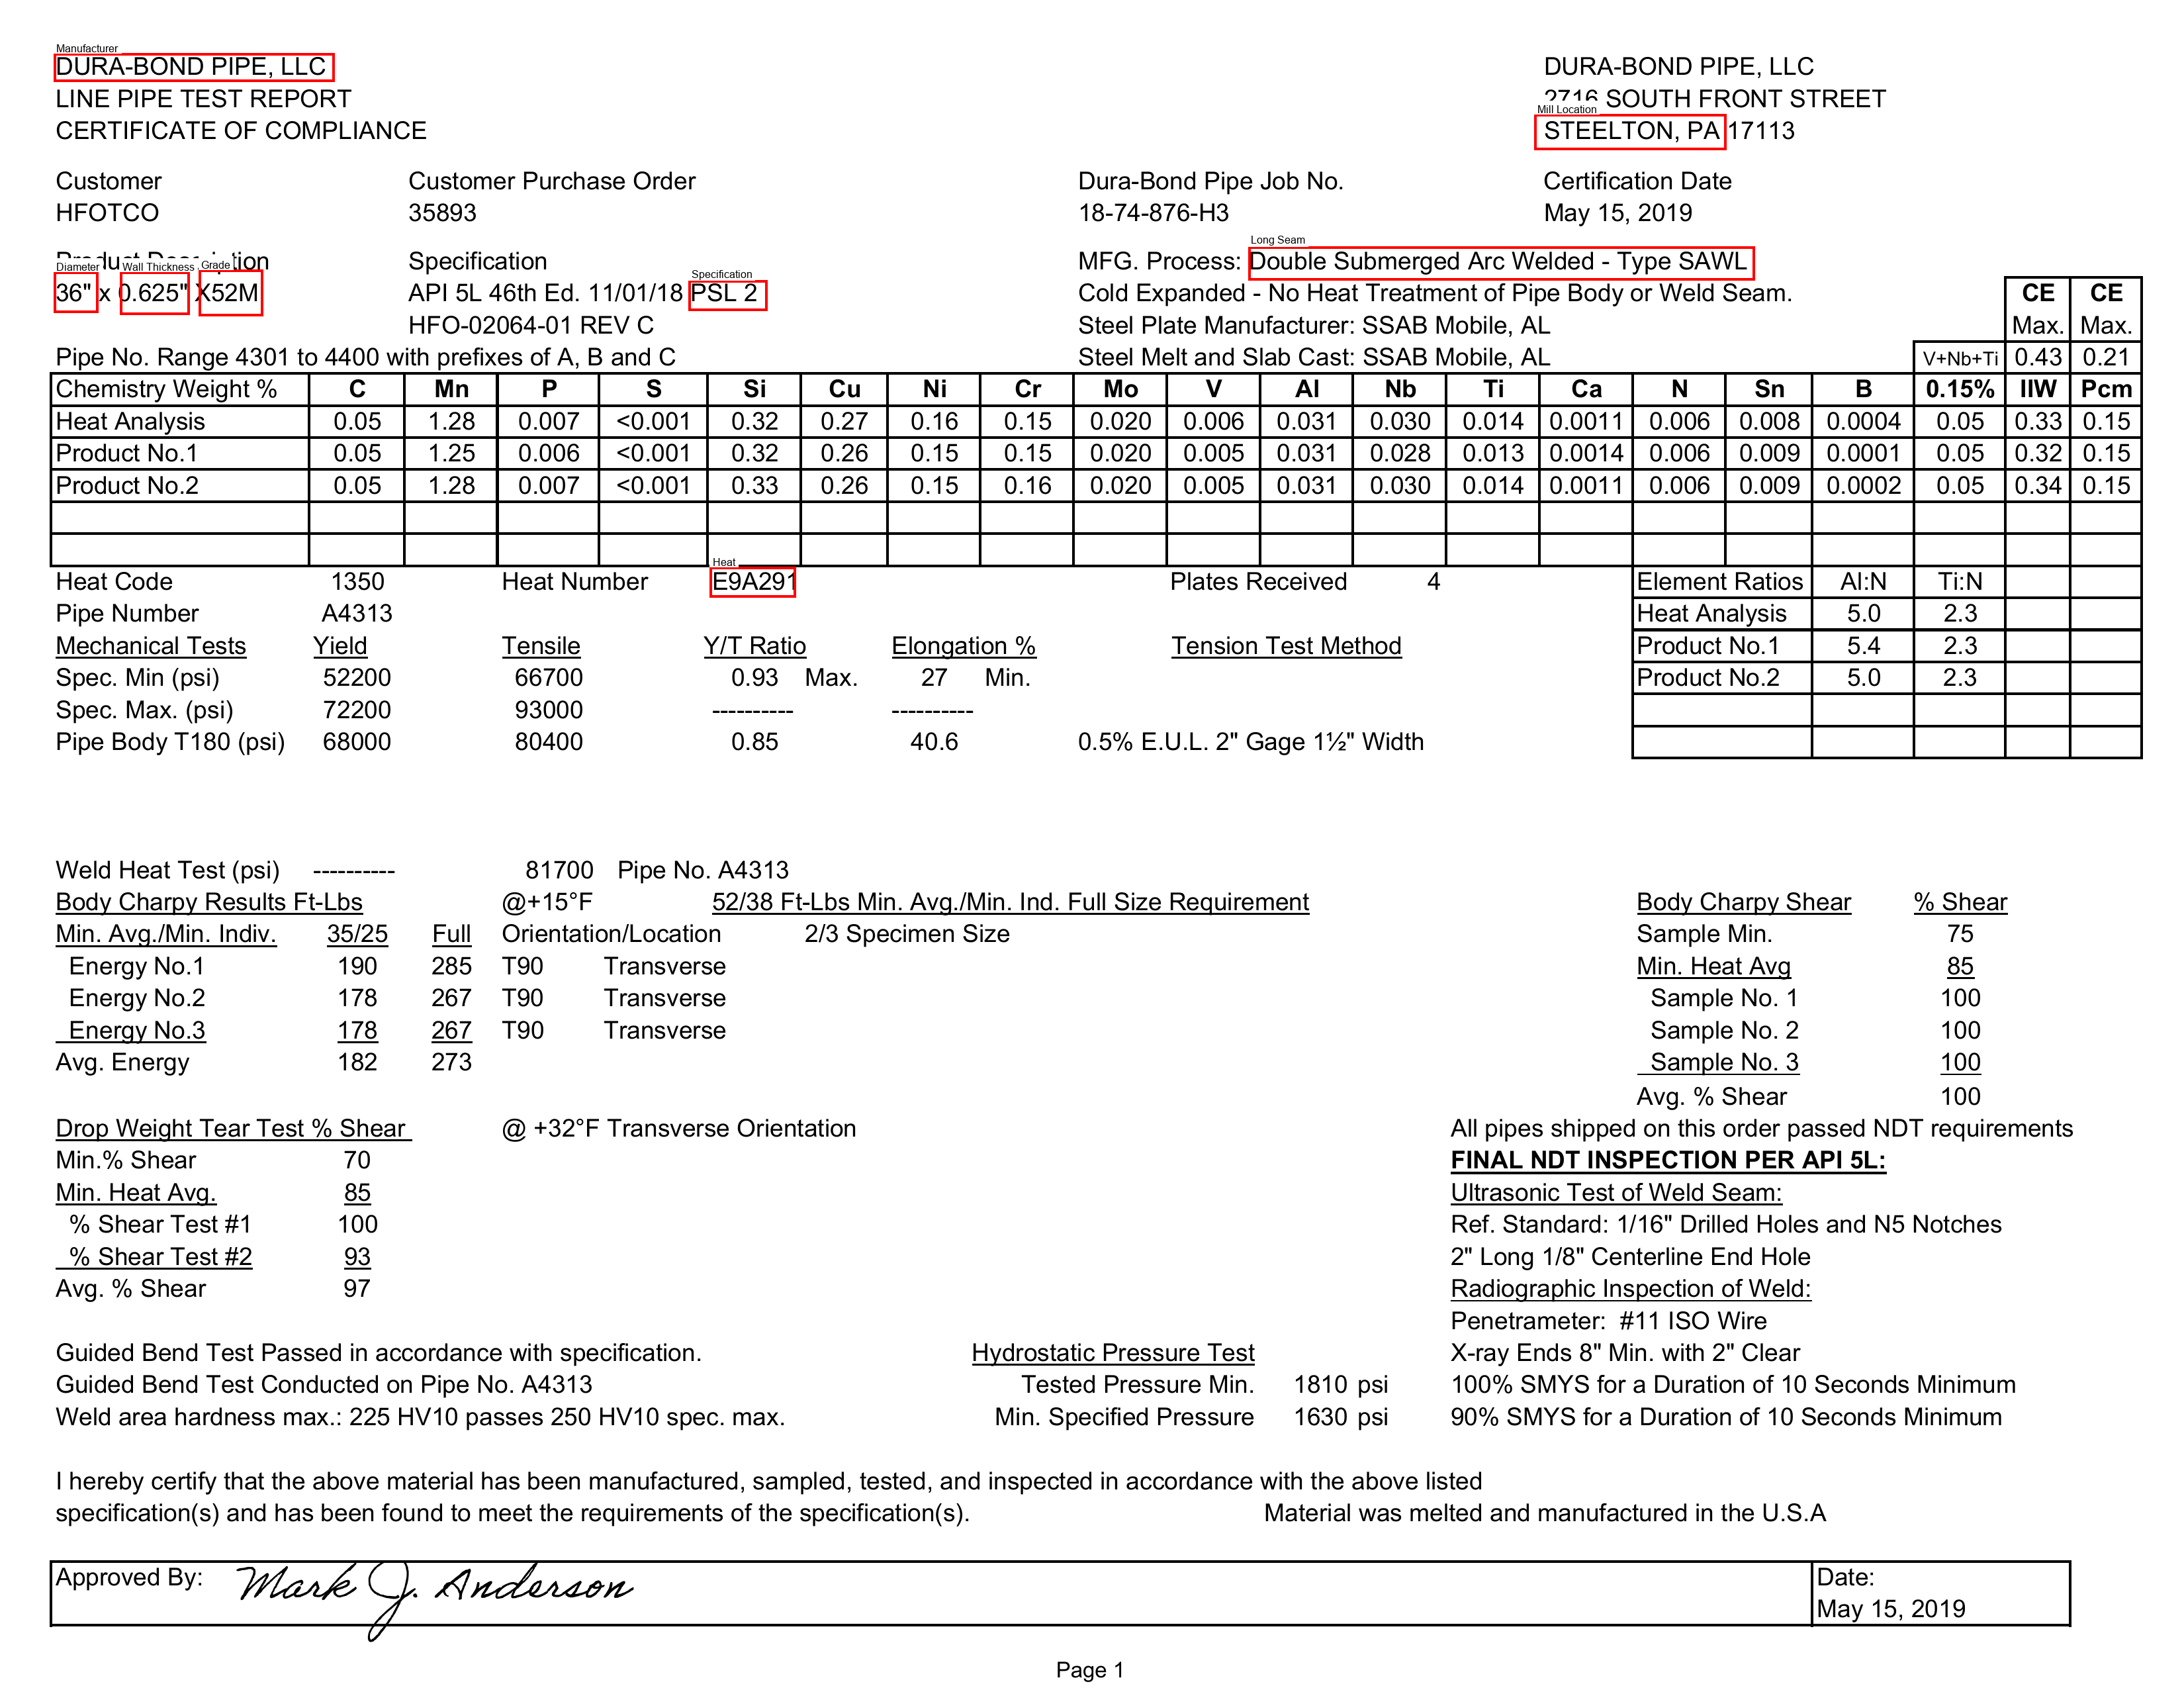 Manufacturer
DURA-BOND PIPE, LLC
LINE PIPE TEST REPORT
CERTIFICATE OF COMPLIANCE
DURA-BOND PIPE, LLC
2716 SOUTH FRONT STREET
Mill Location
STEELTON, PA 17113
Customer Customer Purchase Order Dura-Bond Pipe Job No. Certification Date
HFOTCO 35893 18-74-876-H3 May 15, 2019
Long Seam
Product Description Specification MFG. Process: Double Submerged Arc Welded - Type SAWL
Diameter Wall Thickness Grade Specification
36" x 0.625" X52M API 5L 46th Ed. 11/01/18 PSL 2 Cold Expanded - No Heat Treatment of Pipe Body or Weld Seam. CE CE
HFO-02064-01 REV C Steel Plate Manufacturer: SSAB Mobile, AL Max. Max.
Pipe No. Range 4301 to 4400 with prefixes of A, B and C Steel Melt and Slab Cast: SSAB Mobile, AL V+Nb+Ti 0.43 0.21
Chemistry Weight % C Mn P S Si Cu Ni Cr Mo V Al Nb Ti Ca N Sn B 0.15% IIW Pcm
Heat Analysis 0.05 1.28 0.007 <0.001 0.32 0.27 0.16 0.15 0.020 0.006 0.031 0.030 0.014 0.0011 0.006 0.008 0.0004 0.05 0.33 0.15
Product No.1 0.05 1.25 0.006 <0.001 0.32 0.26 0.15 0.15 0.020 0.005 0.031 0.028 0.013 0.0014 0.006 0.009 0.0001 0.05 0.32 0.15
Product No.2 0.05 1.28 0.007 <0.001 0.33 0.26 0.15 0.16 0.020 0.005 0.031 0.030 0.014 0.0011 0.006 0.009 0.0002 0.05 0.34 0.15
Heat
Heat Code 1350 Heat Number E9A291 Plates Received 4 Element Ratios Al:N Ti:N
Pipe Number A4313 Heat Analysis 5.0 2.3
Mechanical Tests Yield Tensile Y/T Ratio Elongation % Tension Test Method Product No.1 5.4 2.3
Spec. Min (psi) 52200 66700 0.93 Max. 27 Min. Product No.2 5.0 2.3
Spec. Max. (psi) 72200 93000 ---------- ----------
Pipe Body T180 (psi) 68000 80400 0.85 40.6 0.5% E.U.L. 2" Gage 1½" Width
Weld Heat Test (psi) ---------- 81700 Pipe No. A4313
Body Charpy Results Ft-Lbs @+15°F 52/38 Ft-Lbs Min. Avg./Min. Ind. Full Size Requirement Body Charpy Shear % Shear
Min. Avg./Min. Indiv. 35/25 Full Orientation/Location 2/3 Specimen Size Sample Min. 75
Energy No.1 190 285 T90 Transverse Min. Heat Avg 85
Energy No.2 178 267 T90 Transverse Sample No. 1 100
Energy No.3 178 267 T90 Transverse Sample No. 2 100
Avg. Energy 182 273 Sample No. 3 100
Avg. % Shear 100
Drop Weight Tear Test % Shear @ +32°F Transverse Orientation All pipes shipped on this order passed NDT requirements
Min.% Shear 70 FINAL NDT INSPECTION PER API 5L:
Min. Heat Avg. 85 Ultrasonic Test of Weld Seam:
% Shear Test #1 100 Ref. Standard: 1/16" Drilled Holes and N5 Notches
% Shear Test #2 93 2" Long 1/8" Centerline End Hole
Avg. % Shear 97 Radiographic Inspection of Weld:
Penetrameter: #11 ISO Wire
Guided Bend Test Passed in accordance with specification. Hydrostatic Pressure Test X-ray Ends 8" Min. with 2" Clear
Guided Bend Test Conducted on Pipe No. A4313 Tested Pressure Min. 1810 psi 100% SMYS for a Duration of 10 Seconds Minimum
Weld area hardness max.: 225 HV10 passes 250 HV10 spec. max. Min. Specified Pressure 1630 psi 90% SMYS for a Duration of 10 Seconds Minimum
I hereby certify that the above material has been manufactured, sampled, tested, and inspected in accordance with the above listed
specification(s) and has been found to meet the requirements of the specification(s). Material was melted and manufactured in the U.S.A
Approved By: Mark J. Anderson Date:
May 15, 2019
Page 1